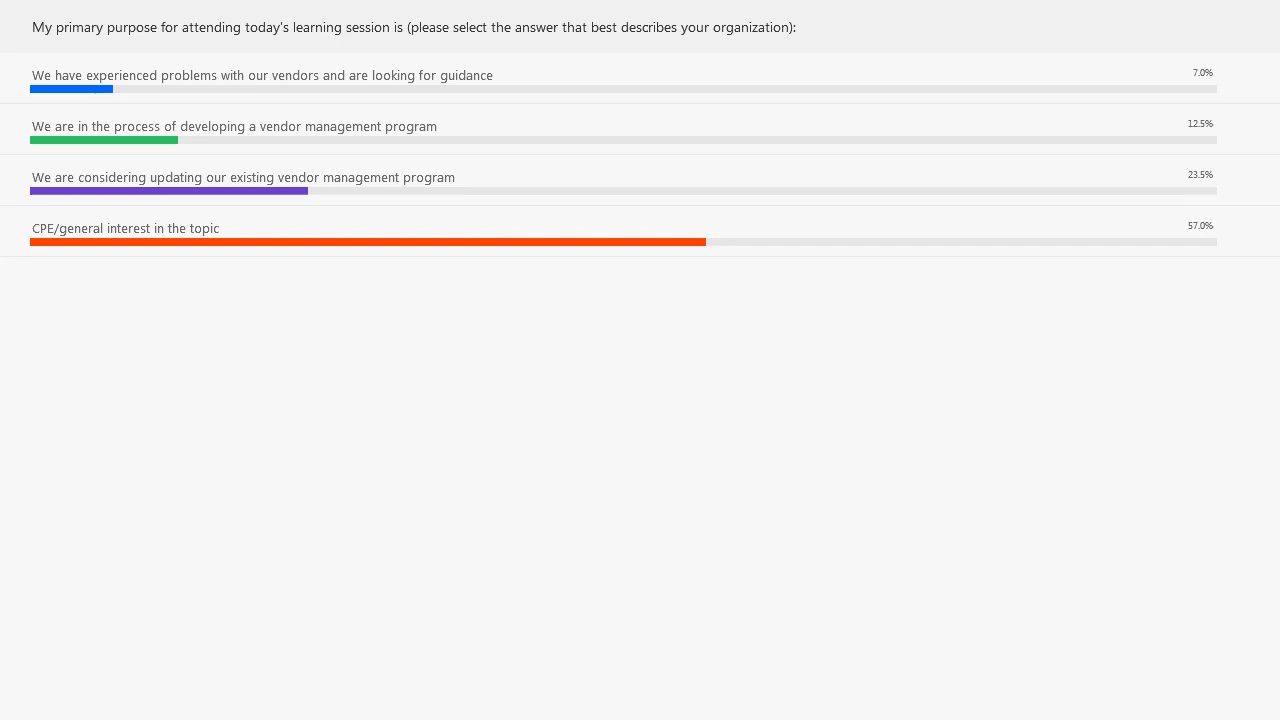 My primary purpose for attending today's learning session is (please select the answer that best describes your organization):
We have experienced problems with our vendors and are looking for guidance
7.0%
We are in the process of developing a vendor management program
12.5%
We are considering updating our existing vendor management program
23.5%
CPE/general interest in the topic
57.0%